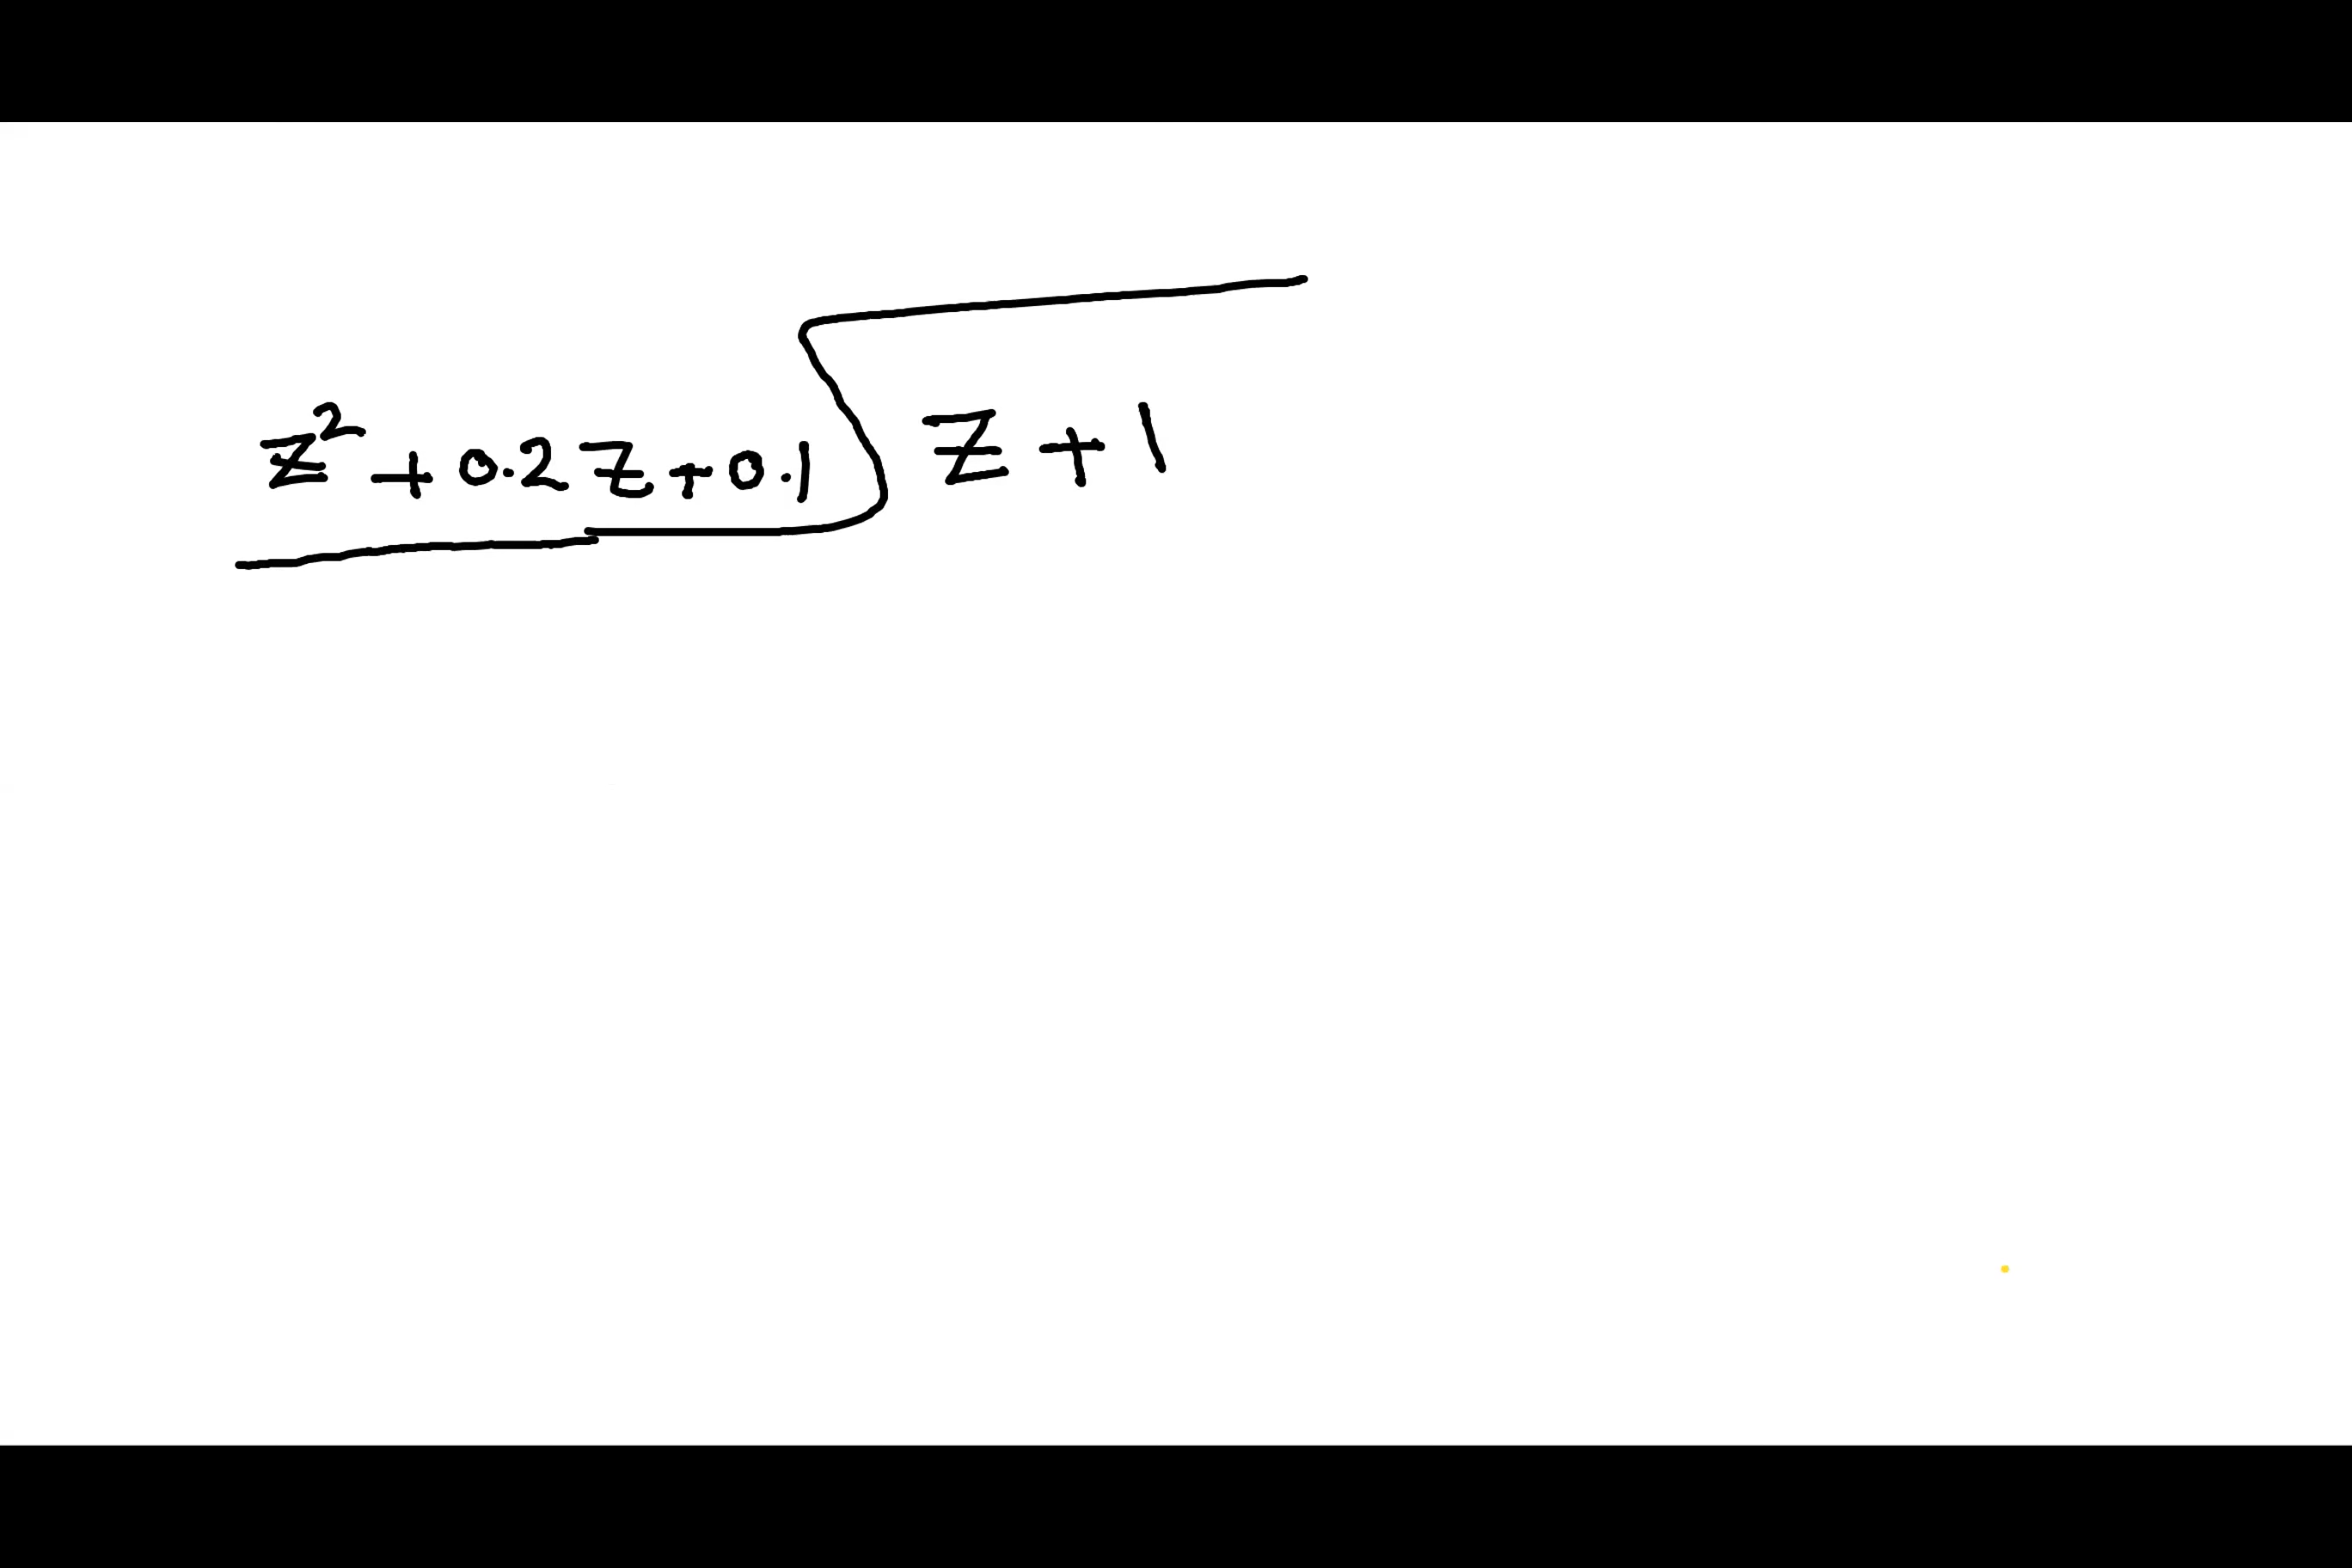 z² + 0.2z + 0.1 z + 1